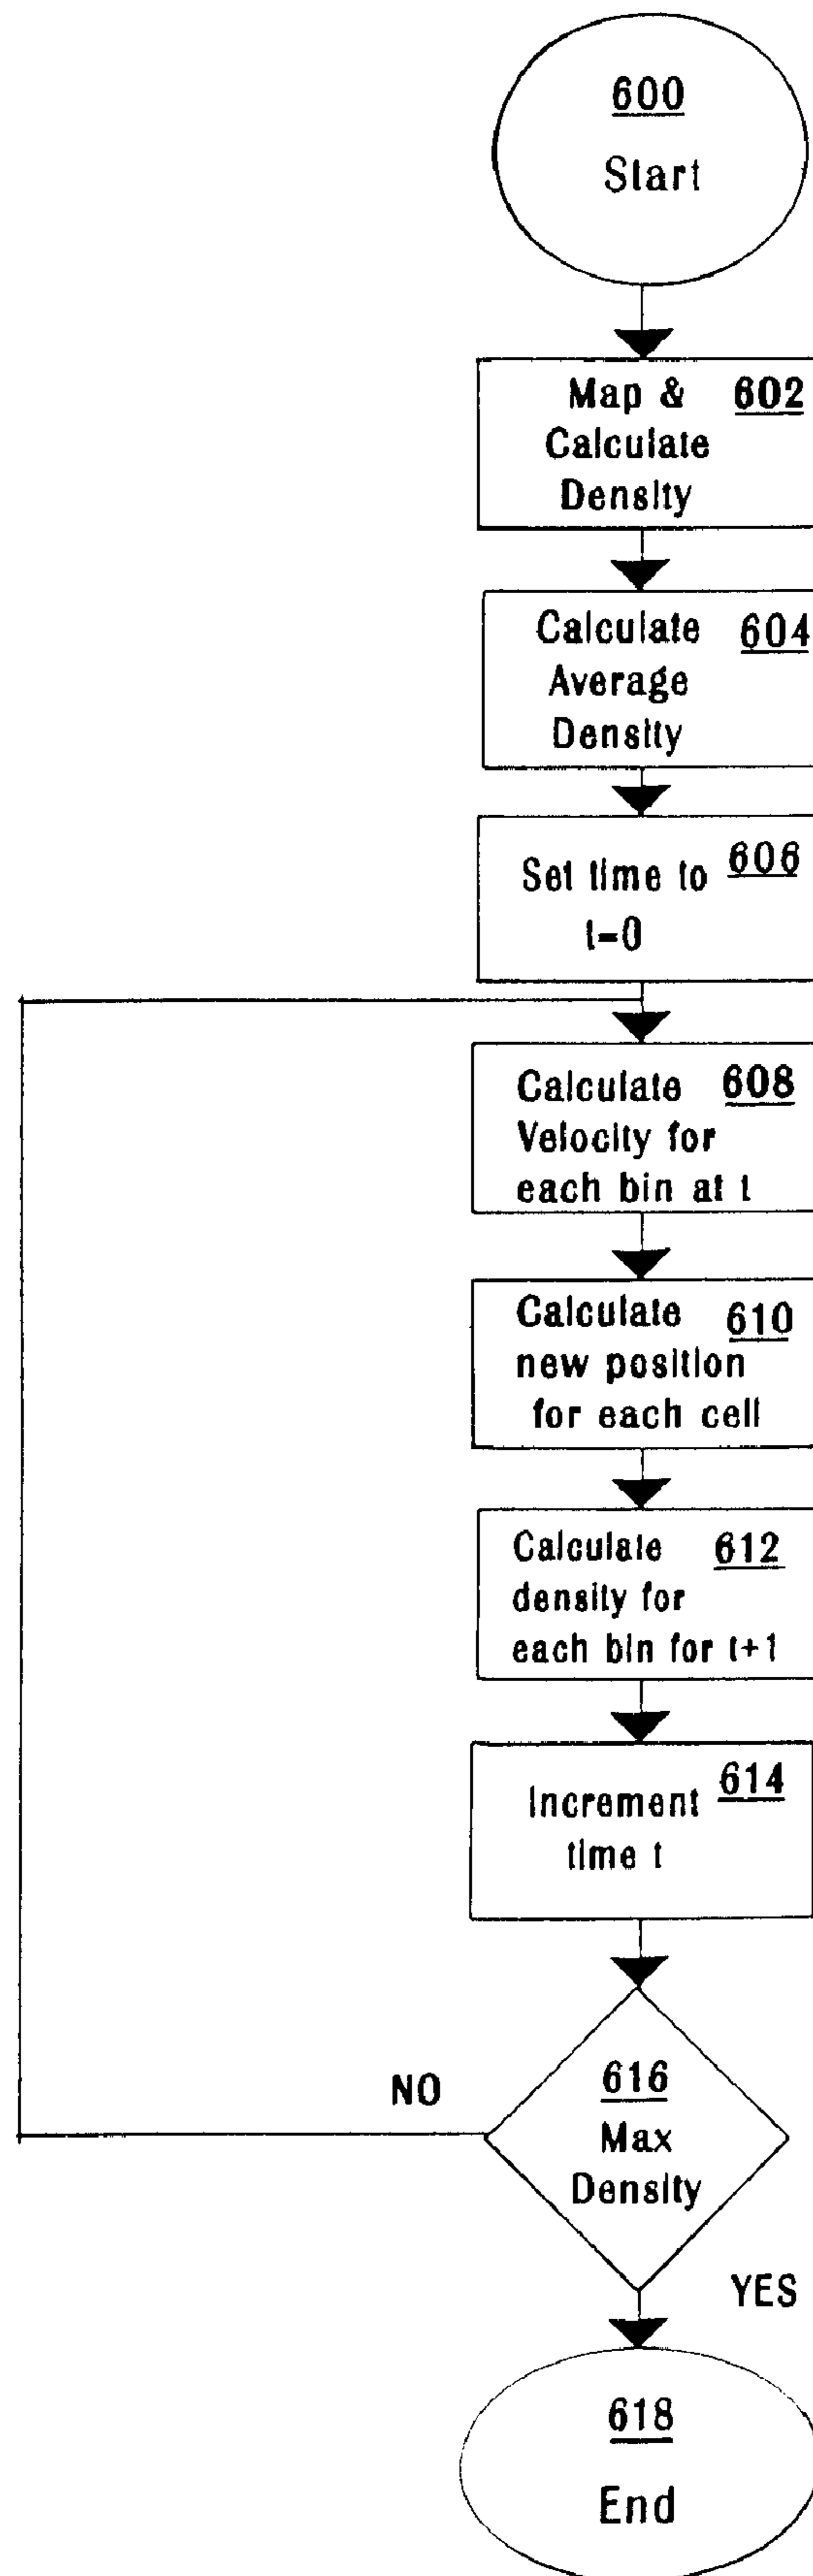 600
Start
Map & 602
Calculate
Density
Calculate 604
Average
Density
Set time to 606
t=0
Calculate 608
Velocity for
each bin at t
Calculate 610
new position
for each cell
Calculate 612
density for
each bin for t+1
Increment 614
time t
NO
616
Max
Density
YES
618
End